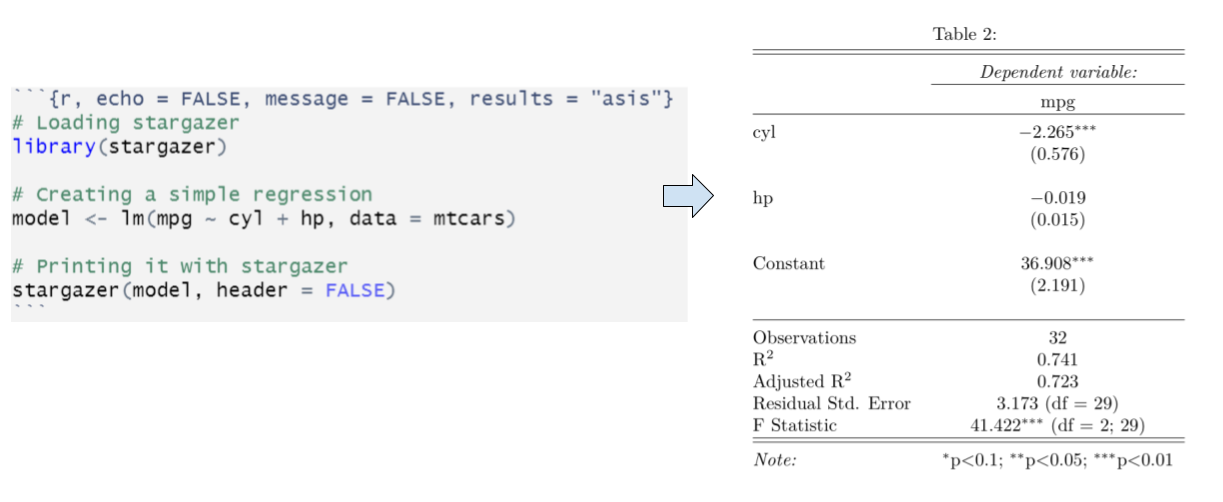 ```{r, echo = FALSE, message = FALSE, results = "asis"}
# Loading stargazer
library(stargazer)
# Creating a simple regression
model <- lm(mpg ~ cyl + hp, data = mtcars)
# Printing it with stargazer
stargazer(model, header = FALSE)
```
Table 2:
Dependent variable:
mpg
cyl −2.265***
(0.576)
hp −0.019
(0.015)
Constant 36.908***
(2.191)
Observations 32
R² 0.741
Adjusted R² 0.723
Residual Std. Error 3.173 (df = 29)
F Statistic 41.422*** (df = 2; 29)
Note: *p<0.1; **p<0.05; ***p<0.01